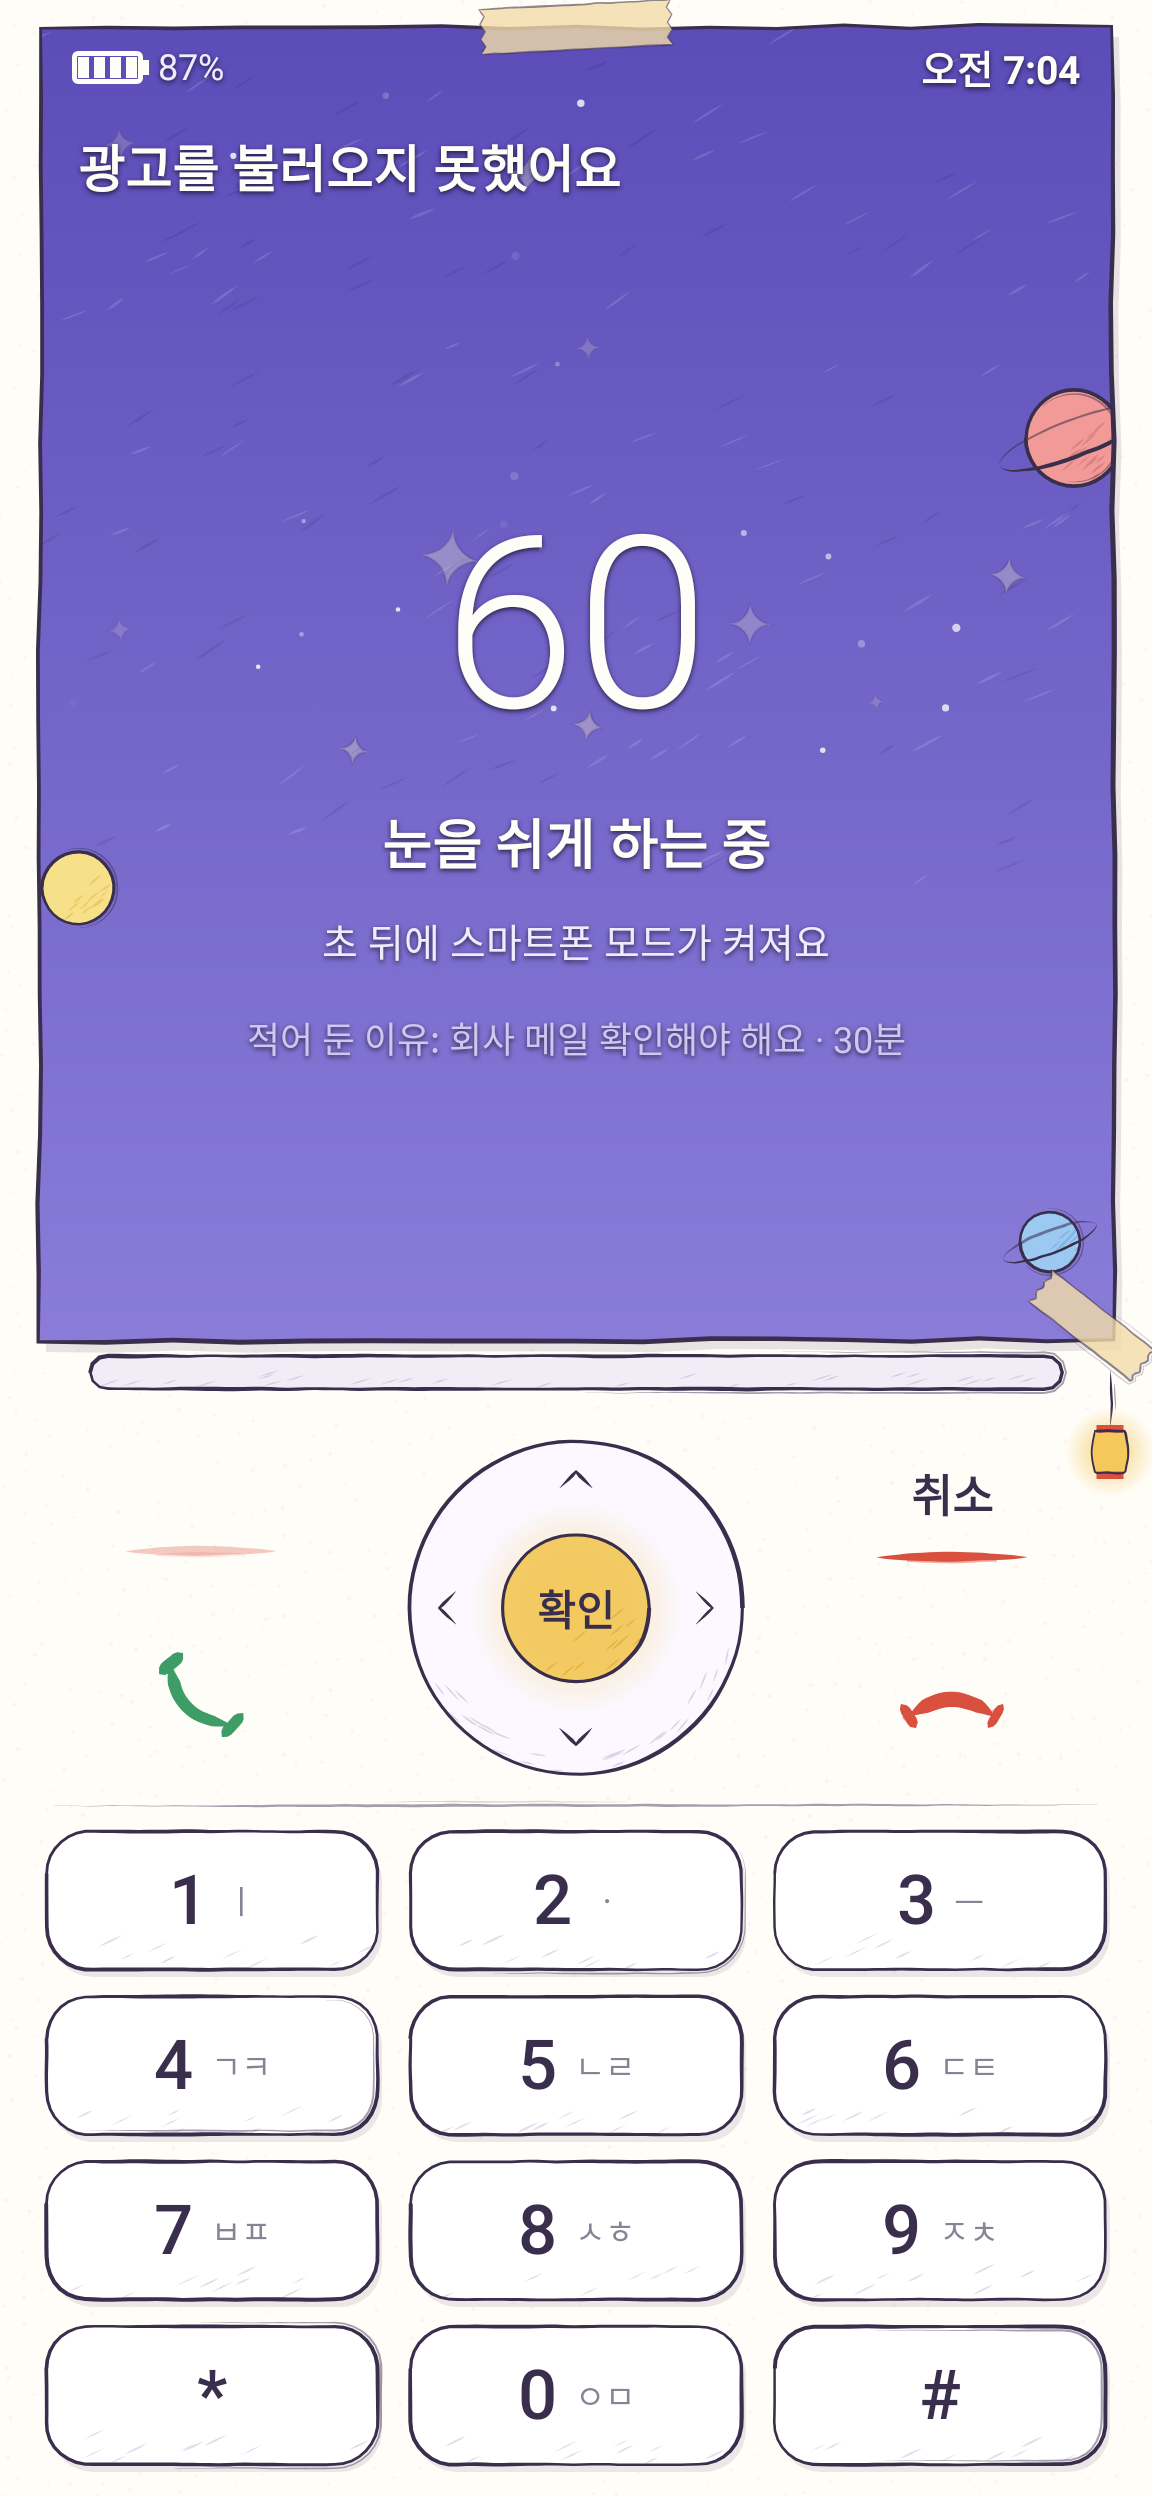 87%
오전 7:04
광고를 불러오지 못했어요
60
눈을 쉬게 하는 중
초 뒤에 스마트폰 모드가 켜져요
적어 둔 이유: 회사 메일 확인해야 해요 · 30분
취소
확인
1 ㅣ
2 ·
3 ㅡ
4 ㄱㅋ
5 ㄴㄹ
6 ㄷㅌ
7 ㅂㅍ
8 ㅅㅎ
9 ㅈㅊ
*
0 ㅇㅁ
#